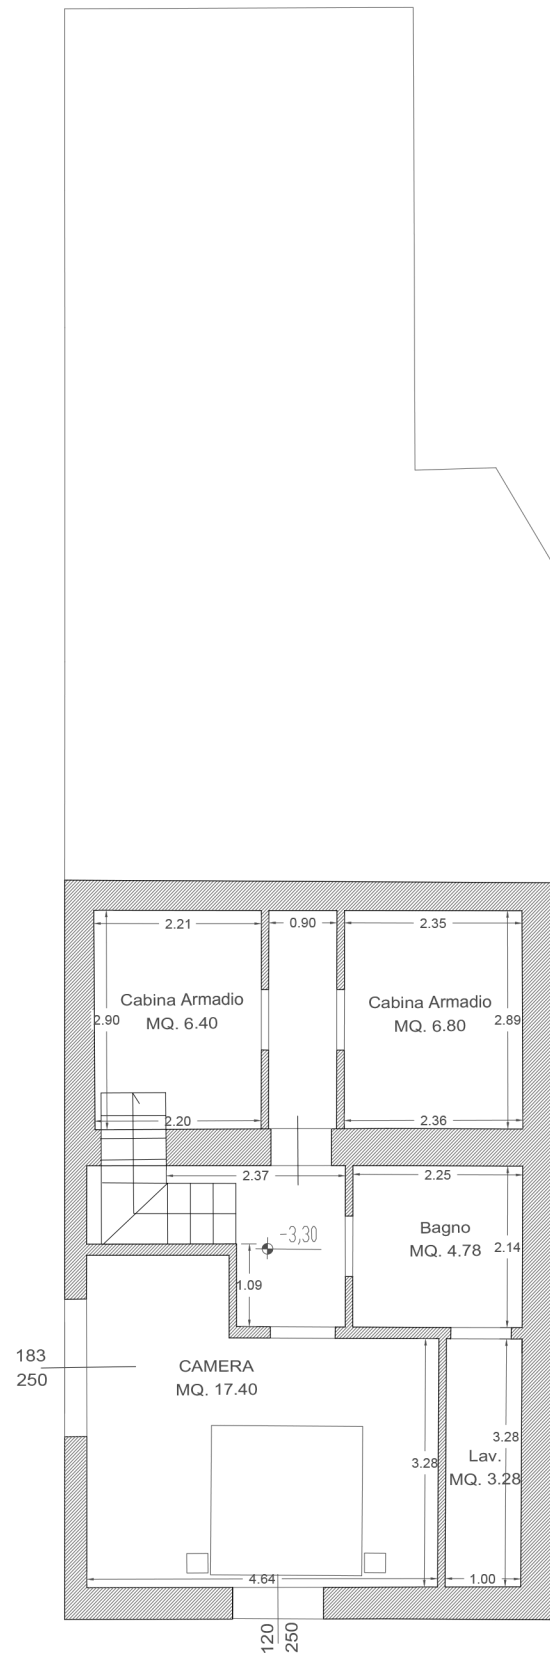 2.21
0.90
2.35
Cabina Armadio
MQ. 6.40
2.90
Cabina Armadio
MQ. 6.80
2.89
2.20
2.36
2.37
2.25
-3,30
Bagno
MQ. 4.78
2.14
1.09
183
250
CAMERA
MQ. 17.40
3.28
3.28
Lav.
MQ. 3.28
4.64
1.00
120
250